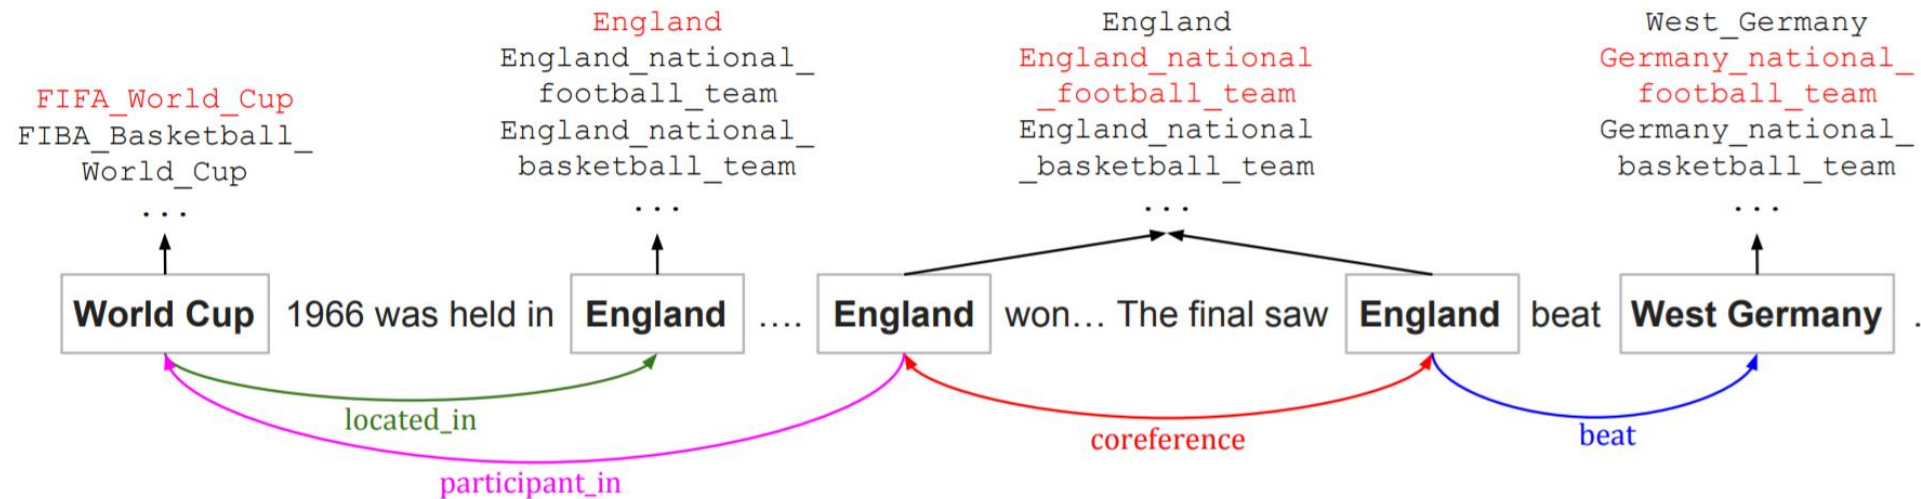 FIFA_World_Cup
FIBA_Basketball_
World_Cup
...
England
England_national_
football_team
England_national_
basketball_team
...
England
England_national
_football_team
England_national
_basketball_team
...
West_Germany
Germany_national_
football_team
Germany_national_
basketball_team
...
World Cup 1966 was held in England .... England won... The final saw England beat West Germany .
located_in
participant_in
coreference
beat